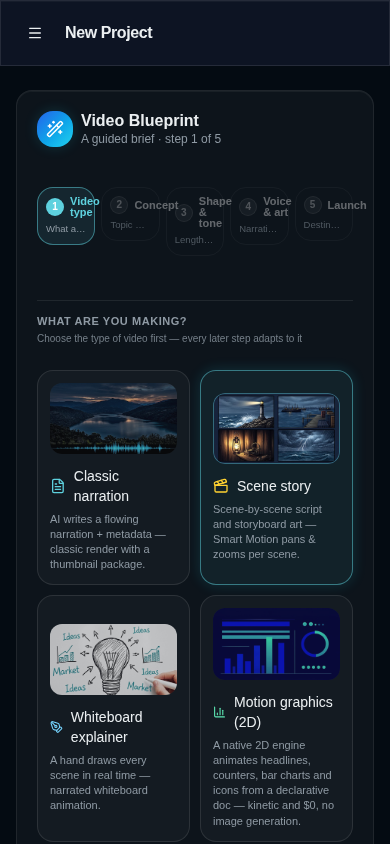 New Project
Video Blueprint
A guided brief · step 1 of 5
1 Video type
What a…
2 Concept
Topic …
3 Shape & tone
Length…
4 Voice & art
Narrati…
5 Launch
Destin…
WHAT ARE YOU MAKING?
Choose the type of video first — every later step adapts to it
Classic
narration
AI writes a flowing
narration + metadata —
classic render with a
thumbnail package.
Scene story
Scene-by-scene script
and storyboard art —
Smart Motion pans &
zooms per scene.
Ideas
Ideas
Market
Ideas
Market
Whiteboard
explainer
A hand draws every
scene in real time —
narrated whiteboard
animation.
Motion graphics
(2D)
A native 2D engine
animates headlines,
counters, bar charts and
icons from a declarative
doc — kinetic and $0, no
image generation.